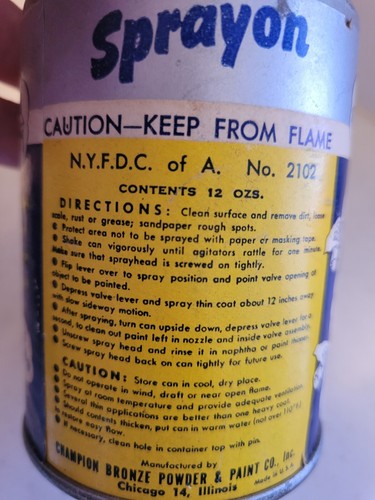 Sprayon
CAUTION—KEEP FROM FLAME
N.Y.F.D.C. of A. No. 2102
CONTENTS 12 OZS.
DIRECTIONS: Clean surface and remove dirt, loose
scale, rust or grease; sandpaper rough spots.
● Protect area not to be sprayed with paper or masking tape.
● Shake can vigorously until agitators rattle for one minute.
Make sure that sprayhead is screwed on tightly.
● Flip lever over to spray position and point valve opening at
object to be painted.
● Depress valve lever and spray thin coat about 12 inches away
with slow sideway motion.
● After spraying, turn can upside down, depress valve lever for a
second, to clean out paint left in nozzle and inside valve assembly.
● Unscrew spray head and rinse it in naphtha or paint thinner.
● Screw spray head back on can tightly for future use.
CAUTION: Store can in cool, dry place.
● Do not operate in wind, draft or near open flame.
● Spray at room temperature and provide adequate ventilation.
● Several thin applications are better than one heavy coat.
● Should contents thicken, put can in warm water (not over 110°F.)
to restore easy flow.
● If necessary, clean hole in container top with pin.
Manufactured by
CHAMPION BRONZE POWDER & PAINT CO., Inc.
Chicago 14, Illinois
Made in U.S.A.